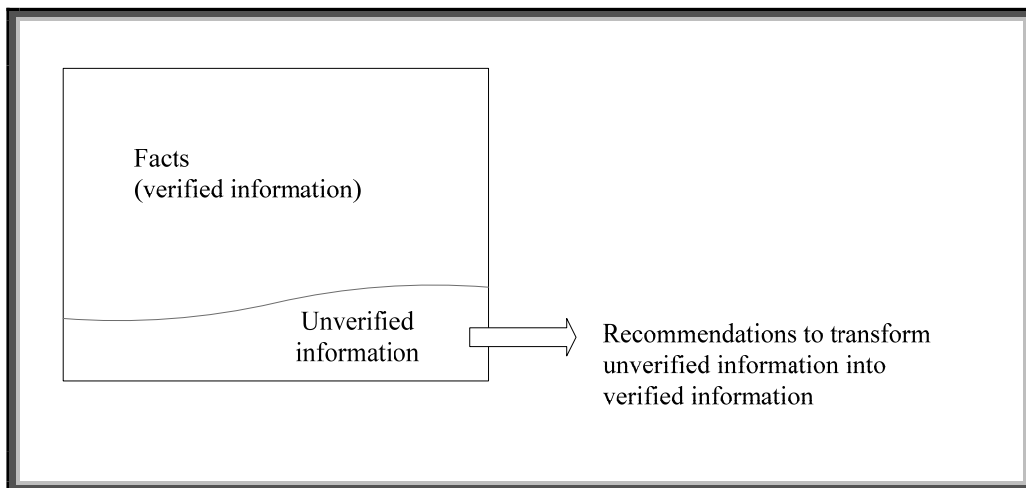 Facts
(verified information)
Unverified
information
Recommendations to transform
unverified information into
verified information